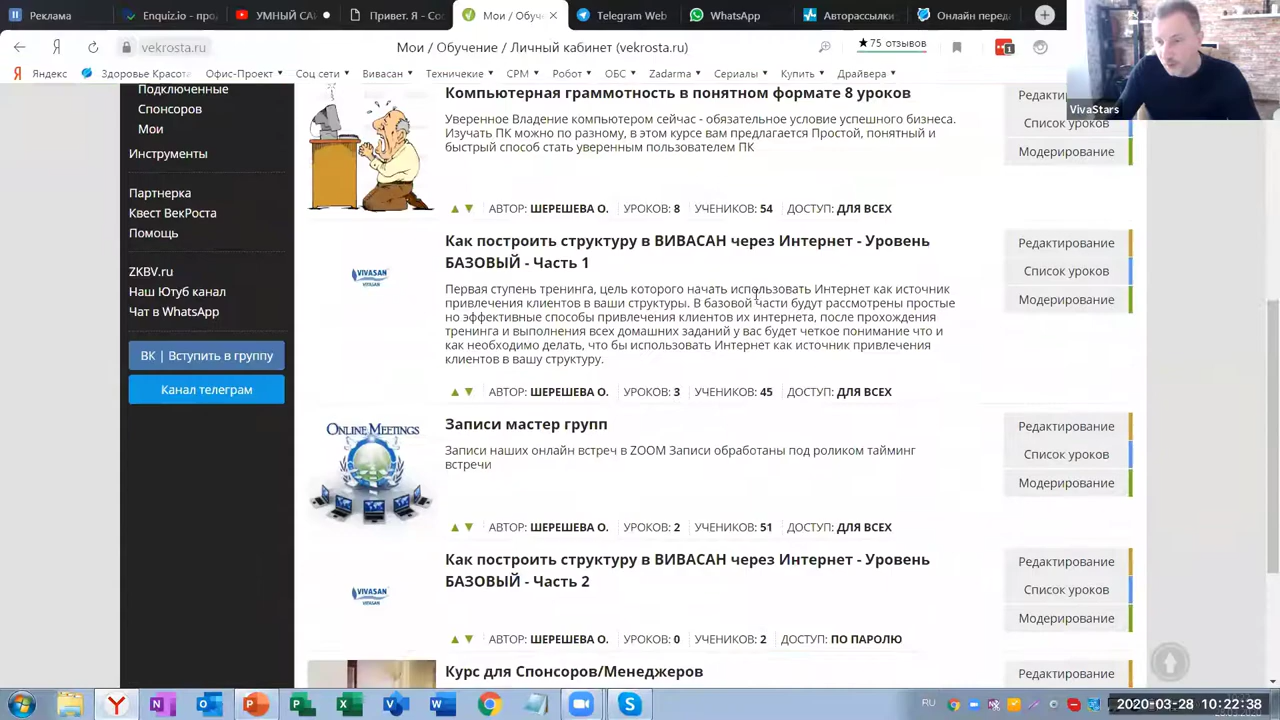 Реклама
Enquiz.io - про
УМНЫЙ СА
Привет. Я - Со
Мои / Обучен
Telegram Web
WhatsApp
Авторассылки
Онлайн перед
vekrosta.ru
Мои / Обучение / Личный кабинет (vekrosta.ru)
★75 отзывов
Яндекс
Здоровье Красота
Офис-Проект
Соц сети
Вивасан
Технические
CPM
Робот
ОБС
Zadarma
Сериалы
Купить
Драйвера
VivaStars
Подключенные
Спонсоров
Мои
Инструменты
Партнерка
Квест ВекРоста
Помощь
ZKBV.ru
Наш Ютуб канал
Чат в WhatsApp
ВК | Вступить в группу
Канал телеграм
Компьютерная граммотность в понятном формате 8 уроков
Уверенное Владение компьютером сейчас - обязательное условие успешного бизнеса.
Изучать ПК можно по разному, в этом курсе вам предлагается Простой, понятный и
быстрый способ стать уверенным пользователем ПК
АВТОР: ШЕРЕШЕВА О. УРОКОВ: 8 УЧЕНИКОВ: 54 ДОСТУП: ДЛЯ ВСЕХ
Список уроков
Модерирование
VIVASAN
Как построить структуру в ВИВАСАН через Интернет - Уровень
БАЗОВЫЙ - Часть 1
Первая ступень тренинга, цель которого начать использовать Интернет как источник
привлечения клиентов в ваши структуры. В базовой части будут рассмотрены простые
но эффективные способы привлечения клиентов их интернета, после прохождения
тренинга и выполнения всех домашних заданий у вас будет четкое понимание что и
как необходимо делать, что бы использовать Интернет как источник привлечения
клиентов в вашу структуру.
АВТОР: ШЕРЕШЕВА О. УРОКОВ: 3 УЧЕНИКОВ: 45 ДОСТУП: ДЛЯ ВСЕХ
Редактирование
Список уроков
Модерирование
ONLINE MEETINGS
Записи мастер групп
Записи наших онлайн встреч в ZOOM Записи обработаны под роликом тайминг
встречи
АВТОР: ШЕРЕШЕВА О. УРОКОВ: 2 УЧЕНИКОВ: 51 ДОСТУП: ДЛЯ ВСЕХ
Редактирование
Список уроков
Модерирование
VIVASAN
Как построить структуру в ВИВАСАН через Интернет - Уровень
БАЗОВЫЙ - Часть 2
АВТОР: ШЕРЕШЕВА О. УРОКОВ: 0 УЧЕНИКОВ: 2 ДОСТУП: ПО ПАРОЛЮ
Редактирование
Список уроков
Модерирование
Курс для Спонсоров/Менеджеров
Редактирование
RU
2020-03-28 10:22:38